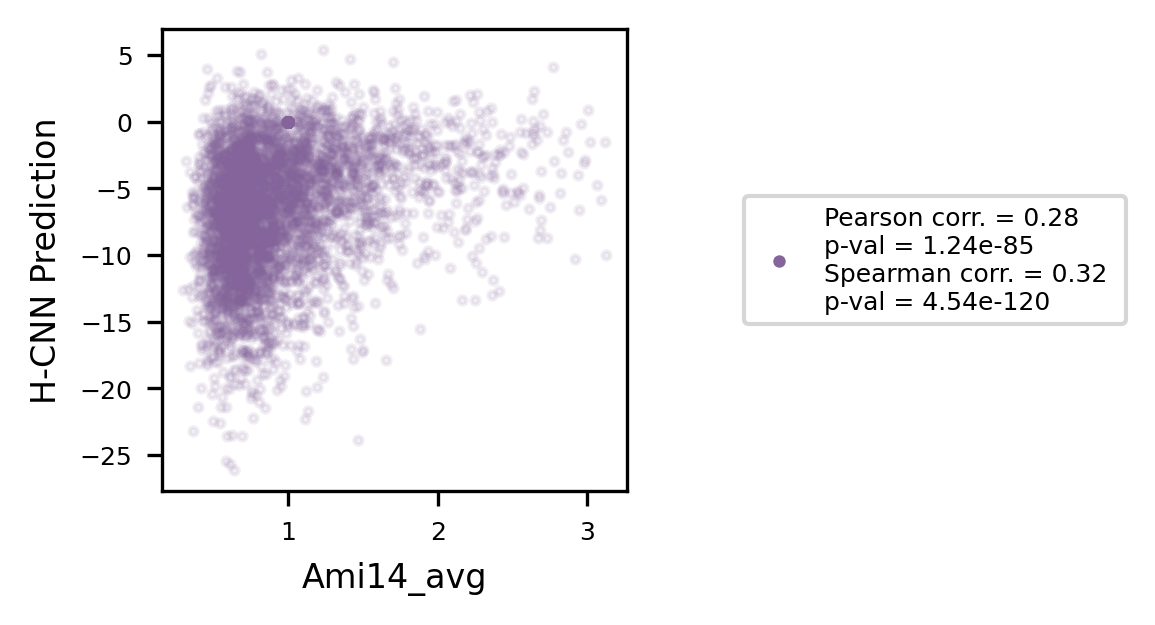 5
0
−5
−10
−15
−20
−25
H-CNN Prediction
1
2
3
Ami14_avg
Pearson corr. = 0.28
p-val = 1.24e-85
Spearman corr. = 0.32
p-val = 4.54e-120